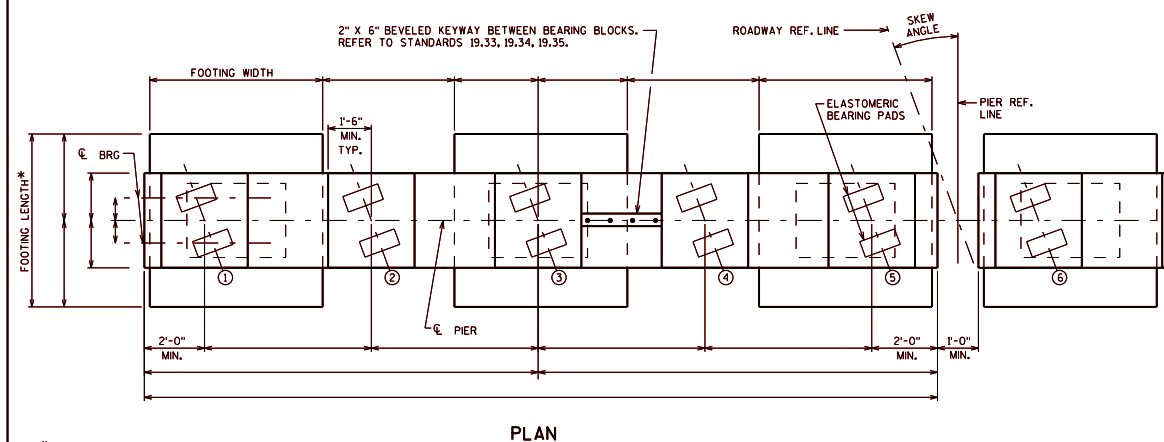 2" X 6" BEVELED KEYWAY BETWEEN BEARING BLOCKS.
REFER TO STANDARDS 19.33, 19.34, 19.35.
ROADWAY REF. LINE
SKEW
ANGLE
FOOTING WIDTH
ELASTOMERIC
BEARING PADS
PIER REF.
LINE
1'-6"
MIN.
TYP.
℄ BRG
FOOTING LENGTH*
1
2
3
4
5
6
℄ PIER
2'-0"
MIN.
2'-0"
MIN.
1'-0"
MIN.
PLAN